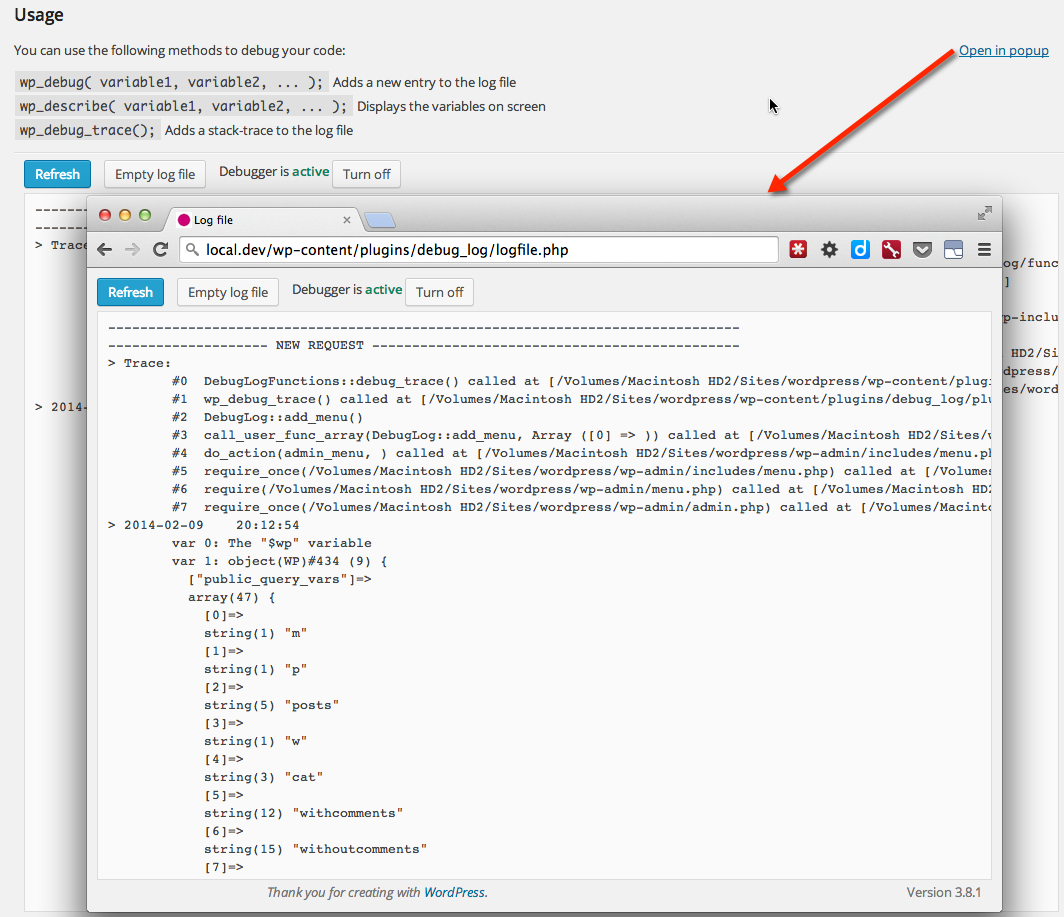 Usage
You can use the following methods to debug your code:
Open in popup
wp_debug( variable1, variable2, ... ); Adds a new entry to the log file
wp_describe( variable1, variable2, ... ); Displays the variables on screen
wp_debug_trace(); Adds a stack-trace to the log file
Refresh Empty log file Debugger is active Turn off
> Trace
og/func
]
p-inclu
HD2/Si
dpress/
es/word
> 2014-
Log file
local.dev/wp-content/plugins/debug_log/logfile.php
Refresh Empty log file Debugger is active Turn off
-------------------------------------------------------------------------------
-------------------- NEW REQUEST ----------------------------------------------
> Trace:
#0 DebugLogFunctions::debug_trace() called at [/Volumes/Macintosh HD2/Sites/wordpress/wp-content/plugi
#1 wp_debug_trace() called at [/Volumes/Macintosh HD2/Sites/wordpress/wp-content/plugins/debug_log/plu
#2 DebugLog::add_menu()
#3 call_user_func_array(DebugLog::add_menu, Array ([0] => )) called at [/Volumes/Macintosh HD2/Sites/w
#4 do_action(admin_menu, ) called at [/Volumes/Macintosh HD2/Sites/wordpress/wp-admin/includes/menu.ph
#5 require_once(/Volumes/Macintosh HD2/Sites/wordpress/wp-admin/includes/menu.php) called at [/Volumes
#6 require(/Volumes/Macintosh HD2/Sites/wordpress/wp-admin/menu.php) called at [/Volumes/Macintosh HD2
#7 require_once(/Volumes/Macintosh HD2/Sites/wordpress/wp-admin/admin.php) called at [/Volumes/Macinto
> 2014-02-09 20:12:54
var 0: The "$wp" variable
var 1: object(WP)#434 (9) {
["public_query_vars"]=>
array(47) {
[0]=>
string(1) "m"
[1]=>
string(1) "p"
[2]=>
string(5) "posts"
[3]=>
string(1) "w"
[4]=>
string(3) "cat"
[5]=>
string(12) "withcomments"
[6]=>
string(15) "withoutcomments"
[7]=>
Thank you for creating with WordPress.
Version 3.8.1